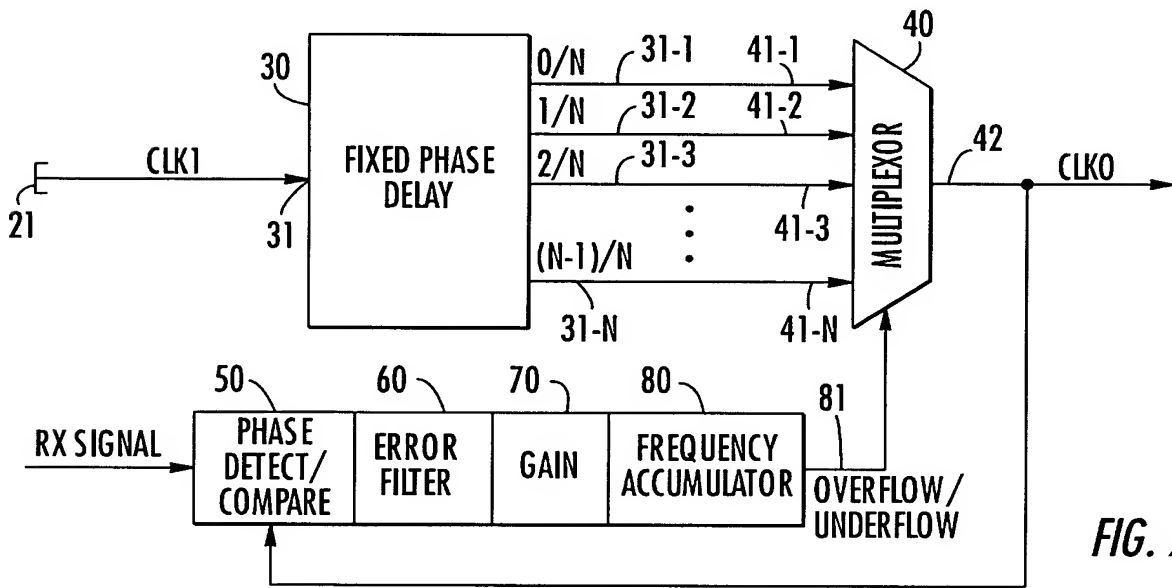 30
0/N
31-1
41-1
40
1/N
31-2
41-2
CLK1
FIXED PHASE
DELAY
2/N
31-3
41-3
MULTIPLEXOR
42
CLKO
21
31
(N-1)/N
31-N
41-N
50
60
70
80
81
RX SIGNAL
PHASE
DETECT/
COMPARE
ERROR
FILTER
GAIN
FREQUENCY
ACCUMULATOR
OVERFLOW/
UNDERFLOW
FIG.